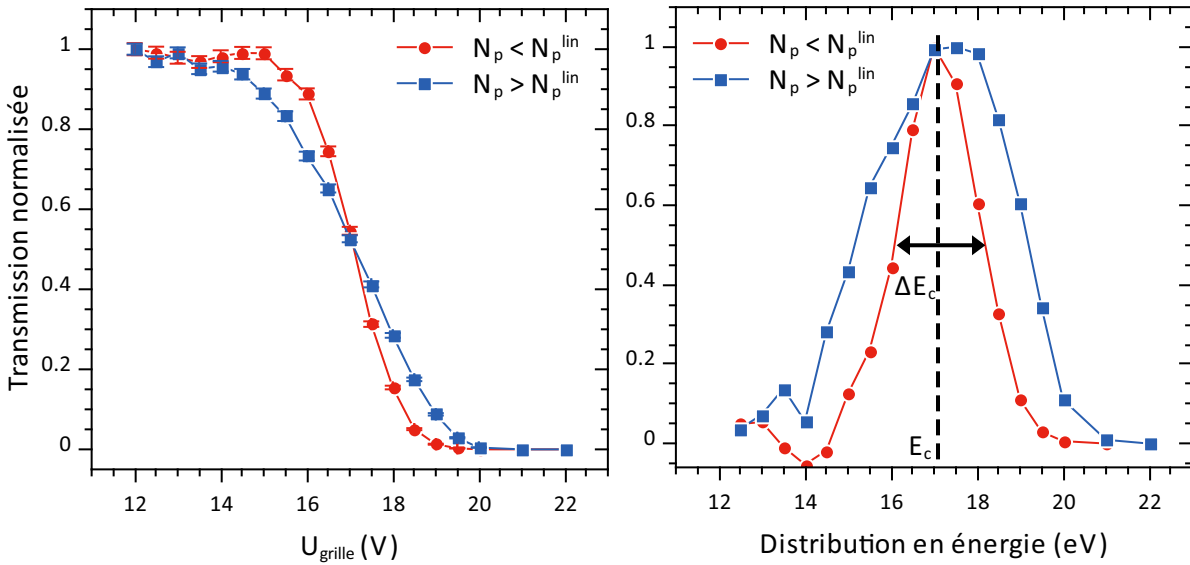 Transmission normalisée
1
0.8
0.6
0.4
0.2
0
12 14 16 18 20 22
U_grille (V)
N_p < N_p^lin
N_p > N_p^lin
1
0.8
0.6
0.4
0.2
0
12 14 16 18 20 22
Distribution en énergie (eV)
N_p < N_p^lin
N_p > N_p^lin
ΔE_c
E_c